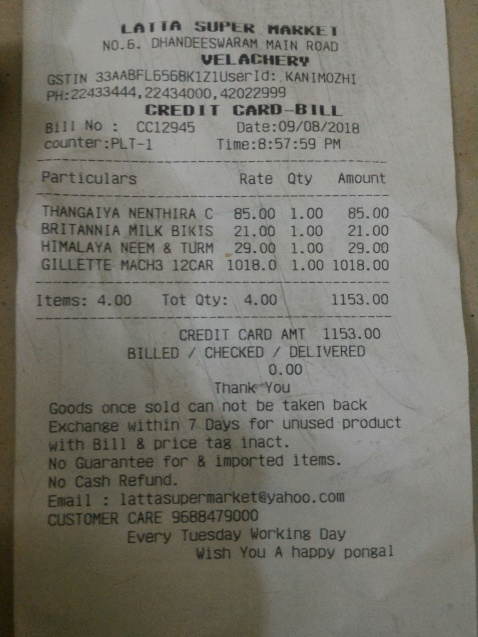 LATTA SUPER MARKET
NO.6. DHANDEESWARAM MAIN ROAD
VELACHERY
GSTIN 33AABFL6568K1Z1UserId: KANIMOZHI
PH:22433444,22434000,42022999
CREDIT CARD-BILL
Bill No : CC12945 Date:09/08/2018
counter:PLT-1 Time:8:57:59 PM
Particulars Rate Qty Amount
THANGAIYA NENTHIRA C 85.00 1.00 85.00
BRITANNIA MILK BIKIS 21.00 1.00 21.00
HIMALAYA NEEM & TURM 29.00 1.00 29.00
GILLETTE MACH3 12CAR 1018.0 1.00 1018.00
Items: 4.00 Tot Qty: 4.00 1153.00
CREDIT CARD AMT 1153.00
BILLED / CHECKED / DELIVERED
0.00
Thank You
Goods once sold can not be taken back
Exchange within 7 Days for unused product
with Bill & price tag inact.
No Guarantee for & imported items.
No Cash Refund.
Email : lattasupermarket@yahoo.com
CUSTOMER CARE 9688479000
Every Tuesday Working Day
Wish You A happy pongal